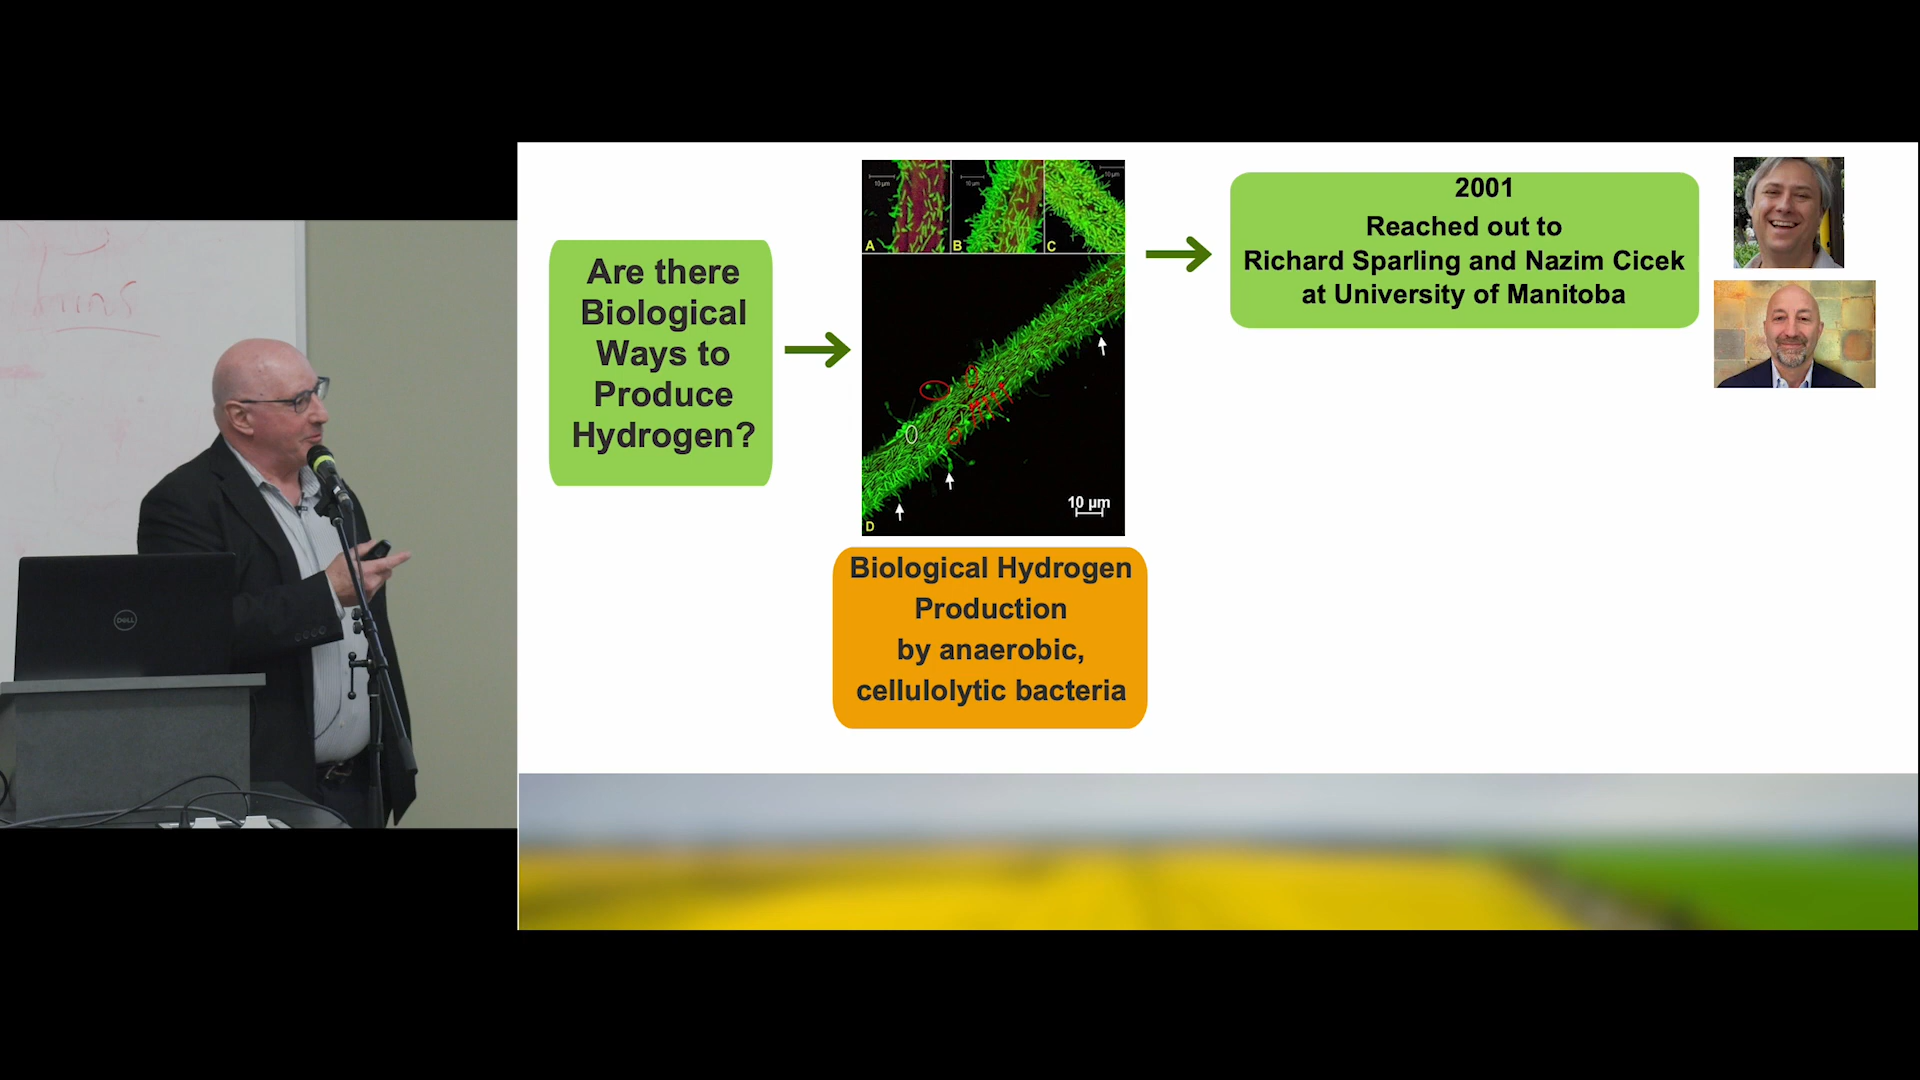 Are there
Biological
Ways to
Produce
Hydrogen?
10 µm
10 µm
10 µm
A
B
C
10 µm
D
Biological Hydrogen
Production
by anaerobic,
cellulolytic bacteria
2001
Reached out to
Richard Sparling and Nazim Cicek
at University of Manitoba
DELL